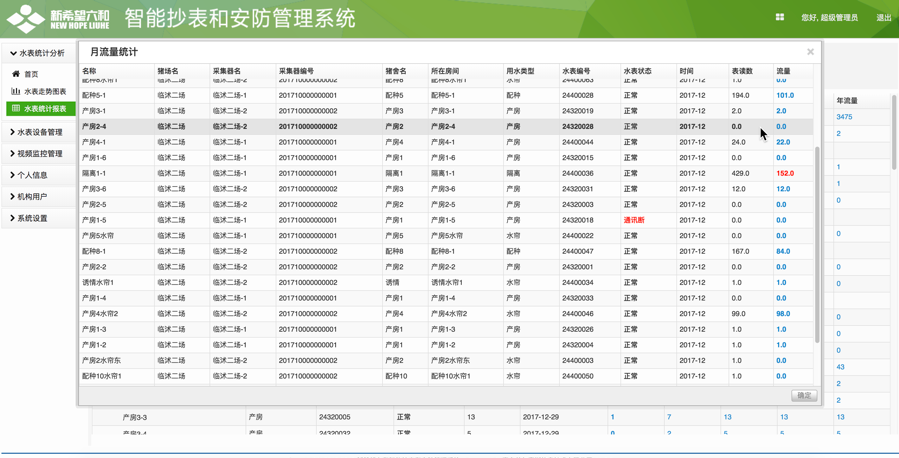 新希望六和
NEW HOPE LIUHE
智能抄表和安防管理系统
您好, 超级管理员 退出
水表统计分析
首页
水表走势图表
水表统计报表
水表设备管理
视频监控管理
个人信息
机构用户
系统设置
月流量统计 ×
名称 猪场名 采集器名 采集器编号 猪舍名 所在房间 用水类型 水表编号 水表状态 时间 表读数 流量
配种5-1 临沭二场 临沭二场-1 201710000000001 配种5 配种5-1 配种 24400028 正常 2017-12 194.0 101.0
产房3-1 临沭二场 临沭二场-2 201710000000002 产房3 产房3-1 产房 24320019 正常 2017-12 2.0 2.0
产房2-4 临沭二场 临沭二场-2 201710000000002 产房2 产房2-4 产房 24320028 正常 2017-12 0.0 0.0
产房4-1 临沭二场 临沭二场-2 201710000000002 产房4 产房4-1 产房 24400044 正常 2017-12 24.0 22.0
产房1-6 临沭二场 临沭二场-1 201710000000001 产房1 产房1-6 产房 24320015 正常 2017-12 0.0 0.0
隔离1-1 临沭二场 临沭二场-1 201710000000001 隔离1 隔离1-1 隔离 24400036 正常 2017-12 429.0 152.0
产房3-6 临沭二场 临沭二场-2 201710000000002 产房3 产房3-6 产房 24320031 正常 2017-12 12.0 12.0
产房2-5 临沭二场 临沭二场-2 201710000000002 产房2 产房2-5 产房 24320003 正常 2017-12 0.0 0.0
产房1-5 临沭二场 临沭二场-1 201710000000001 产房1 产房1-5 产房 24320018 通讯断 2017-12 0.0 0.0
产房5水帘 临沭二场 临沭二场-1 201710000000001 产房5 产房5水帘 水帘 24400022 正常 2017-12 0.0 0.0
配种8-1 临沭二场 临沭二场-2 201710000000002 配种8 配种8-1 配种 24400047 正常 2017-12 167.0 84.0
产房2-2 临沭二场 临沭二场-2 201710000000002 产房2 产房2-2 产房 24320001 正常 2017-12 0.0 0.0
诱情水帘1 临沭二场 临沭二场-2 201710000000002 诱情 诱情水帘1 水帘 24400034 正常 2017-12 1.0 1.0
产房1-4 临沭二场 临沭二场-1 201710000000001 产房1 产房1-4 产房 24320033 正常 2017-12 0.0 0.0
产房4水帘2 临沭二场 临沭二场-2 201710000000002 产房4 产房4水帘2 水帘 24400046 正常 2017-12 99.0 98.0
产房1-3 临沭二场 临沭二场-1 201710000000001 产房1 产房1-3 产房 24320026 正常 2017-12 1.0 1.0
产房1-2 临沭二场 临沭二场-1 201710000000001 产房1 产房1-2 产房 24320004 正常 2017-12 1.0 1.0
产房2水帘东 临沭二场 临沭二场-2 201710000000002 产房2 产房2水帘东 水帘 24400003 正常 2017-12 1.0 0.0
配种10水帘1 临沭二场 临沭二场-2 201710000000002 配种10 配种10水帘1 水帘 24400050 正常 2017-12 1.0 0.0
确定
年流量
3475
2
1
1
0
0
0
0
0
0
0
43
2
2
产房3-3 产房 24320005 正常 13 2017-12-29 1 7 13 13 13